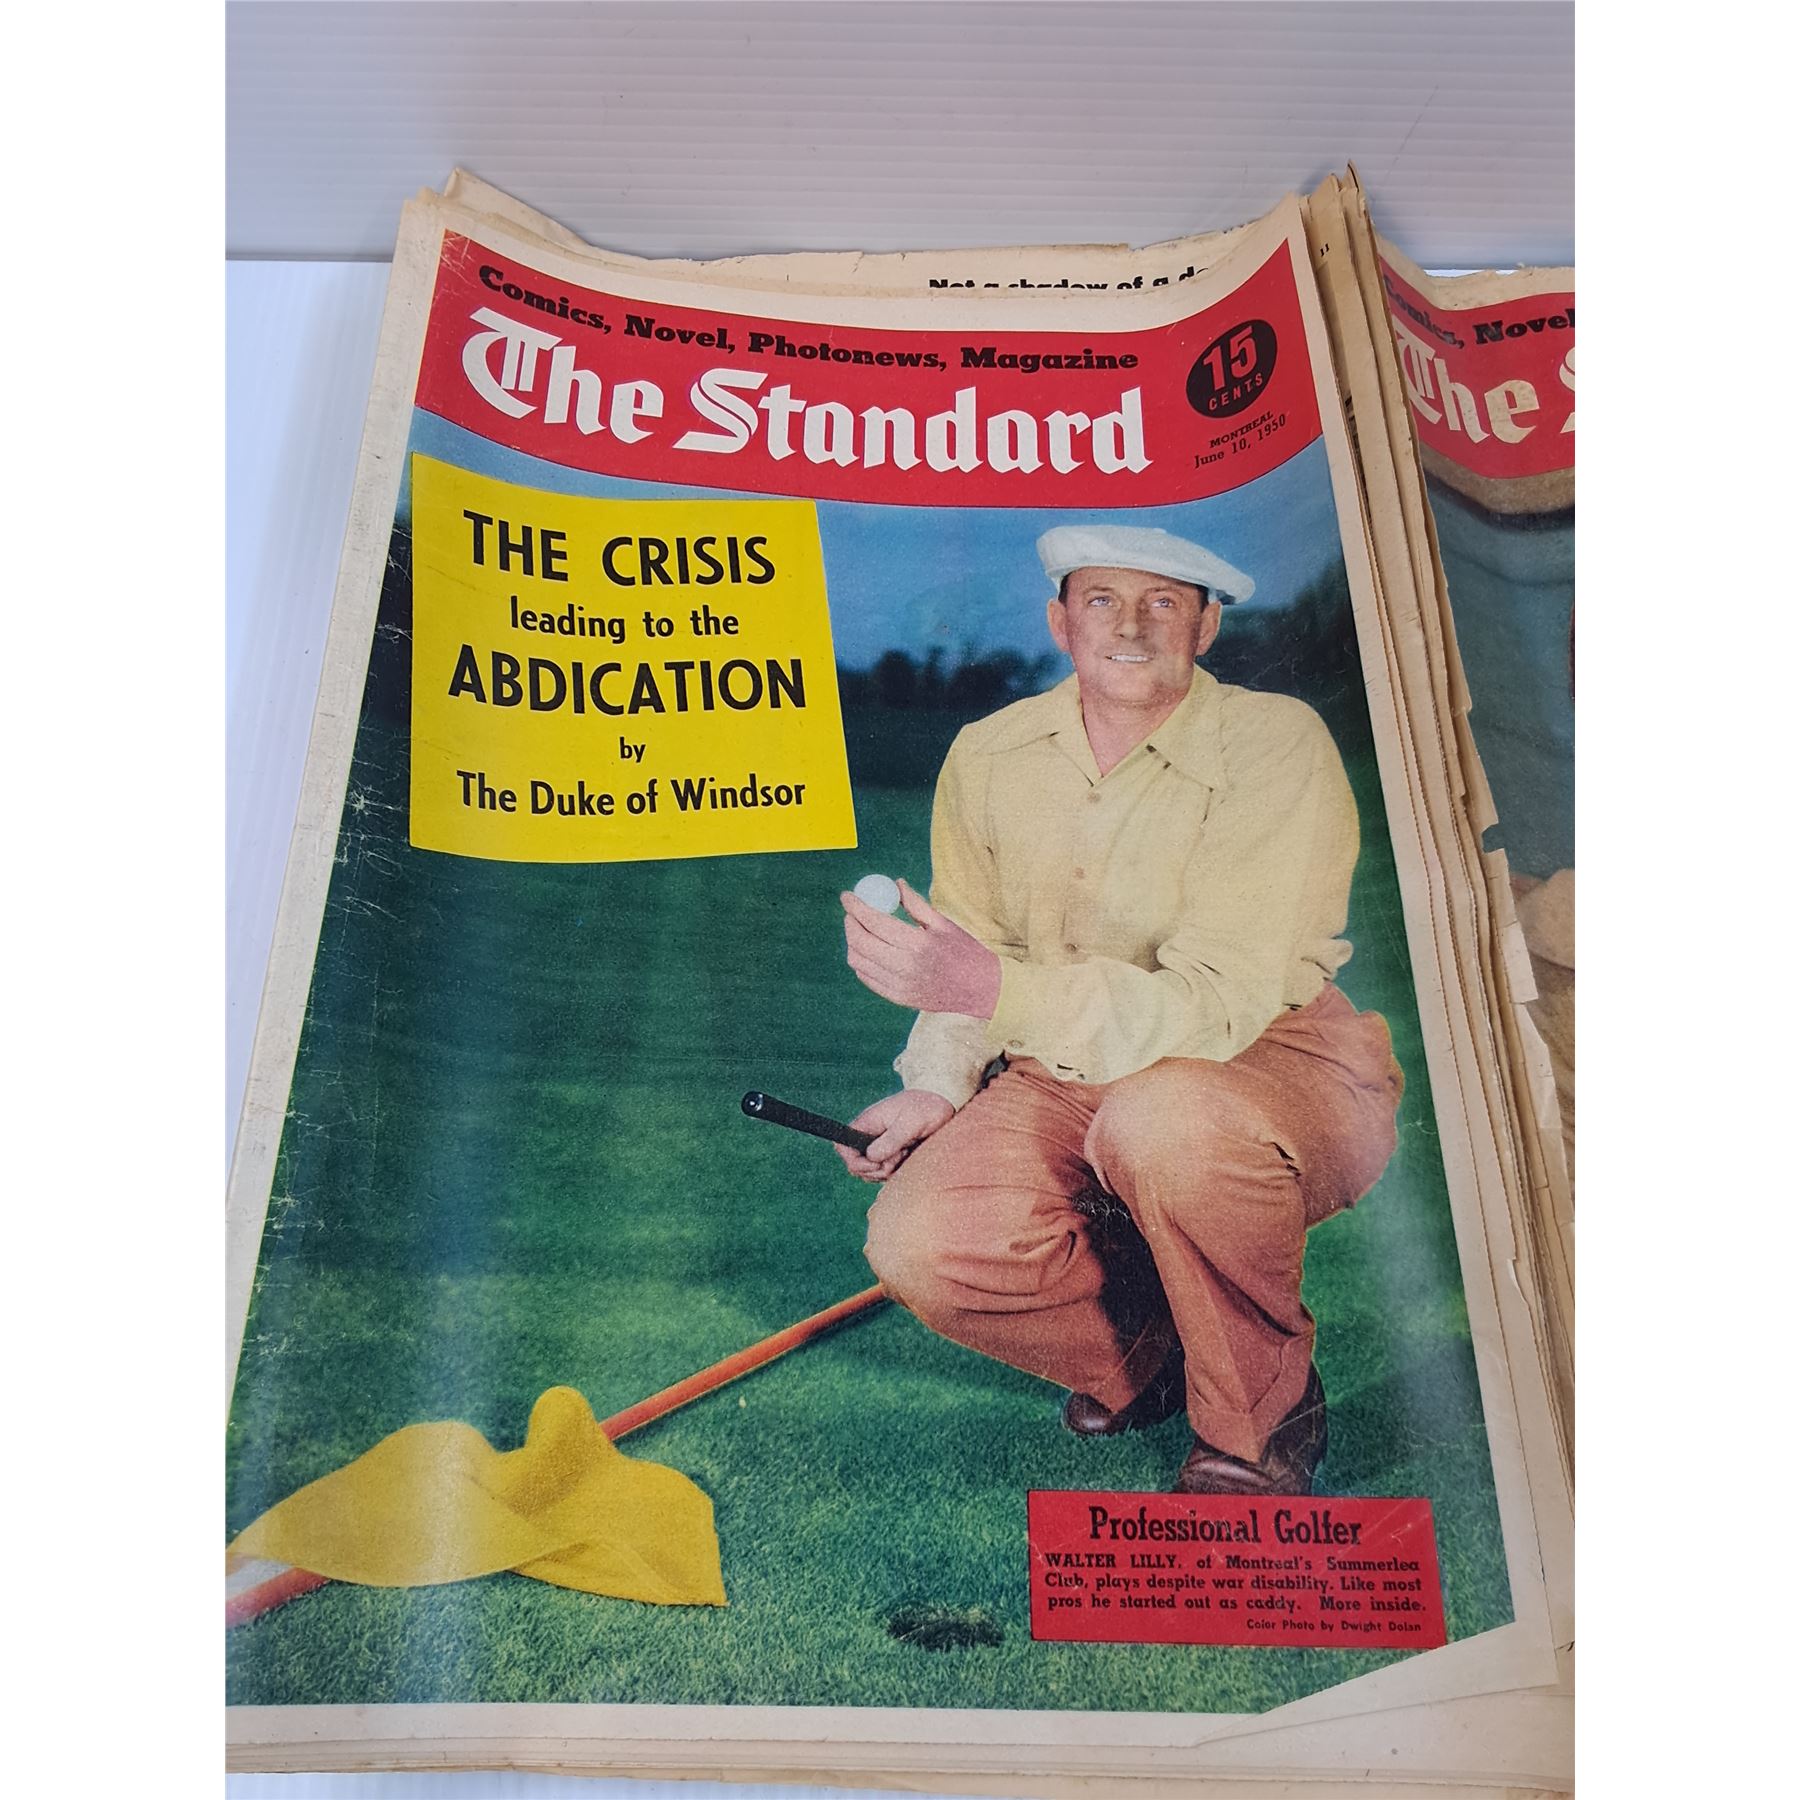 Not a shadow of a
11
Comics, Novel, Photonews, Magazine
The Standard
15
CENTS
MONTREAL
June 10, 1950
THE CRISIS
leading to the
ABDICATION
by
The Duke of Windsor
Professional Golfer
WALTER LILLY, of Montreal's Summerlea
Club, plays despite war disability. Like most
pros he started out as caddy. More inside.
Color Photo by Dwight Dolan
Comics, Novel
The S